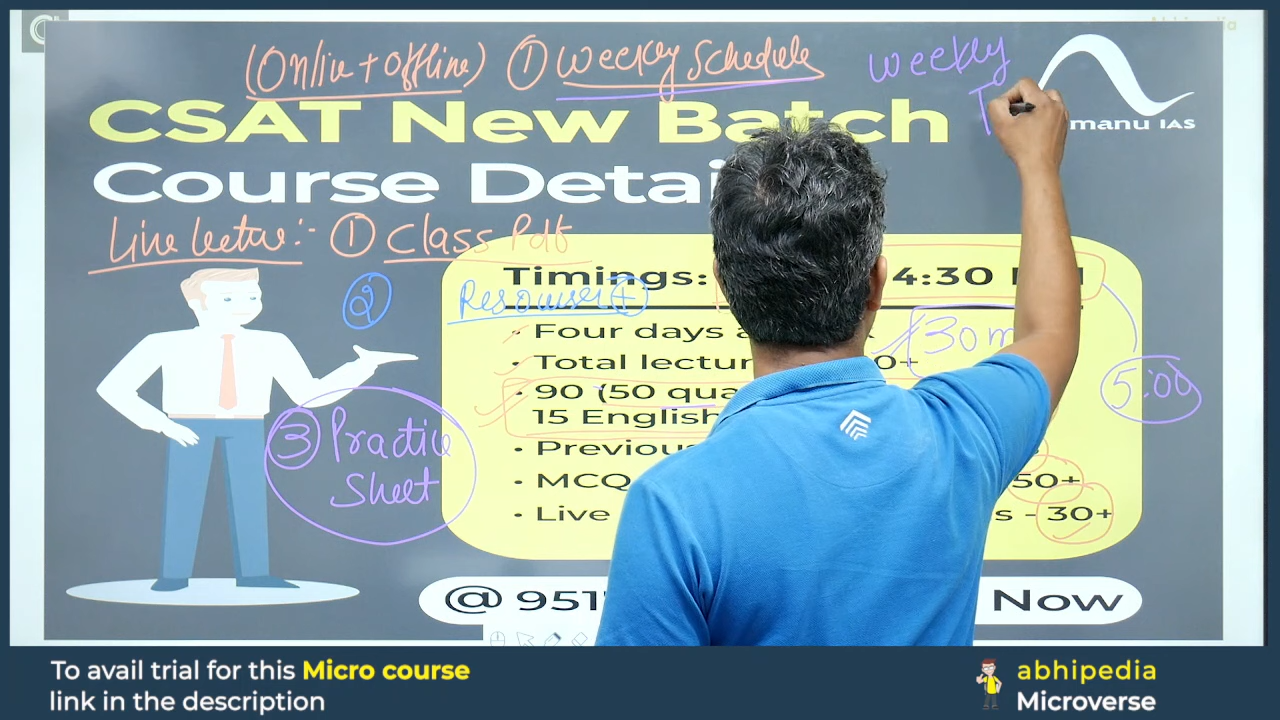 (Online + Offline) ① Weekly Schedule
weekly
CSAT New Batch
manu IAS
Course Detai
Live lecture:- ① Class Pdf
Timings: 4:30
② Resourses +
• Four days a
30 m
• Total lectur 0+
• 90 (50 qua
5:00
15 English
③ Practice
Sheet
• Previous
• MCQ 50+
• Live s - 30+
@ 951 Now
To avail trial for this Micro course
link in the description
abhipedia
Microverse